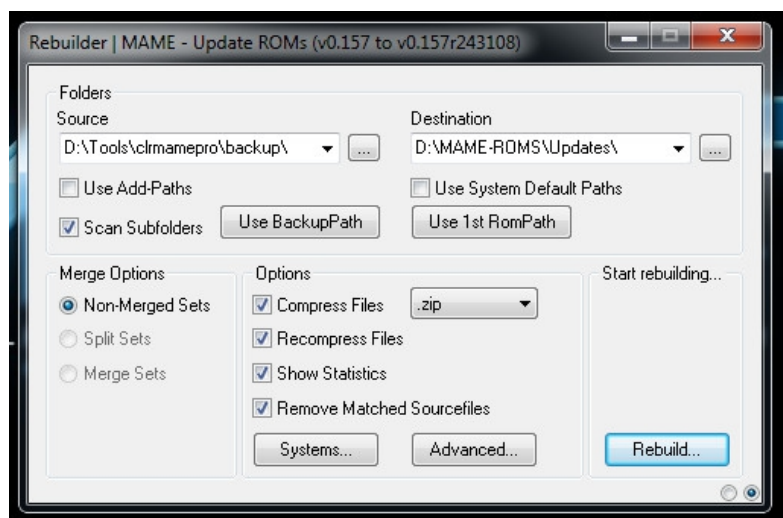 Rebuilder | MAME - Update ROMs (v0.157 to v0.157r243108)
Folders
Source
Destination
D:\Tools\clrmamepro\backup\
...
D:\MAME-ROMS\Updates\
...
Use Add-Paths
Use System Default Paths
Scan Subfolders
Use BackupPath
Use 1st RomPath
Merge Options
Options
Start rebuilding...
Non-Merged Sets
Compress Files
.zip
Split Sets
Recompress Files
Merge Sets
Show Statistics
Remove Matched Sourcefiles
Systems...
Advanced...
Rebuild...